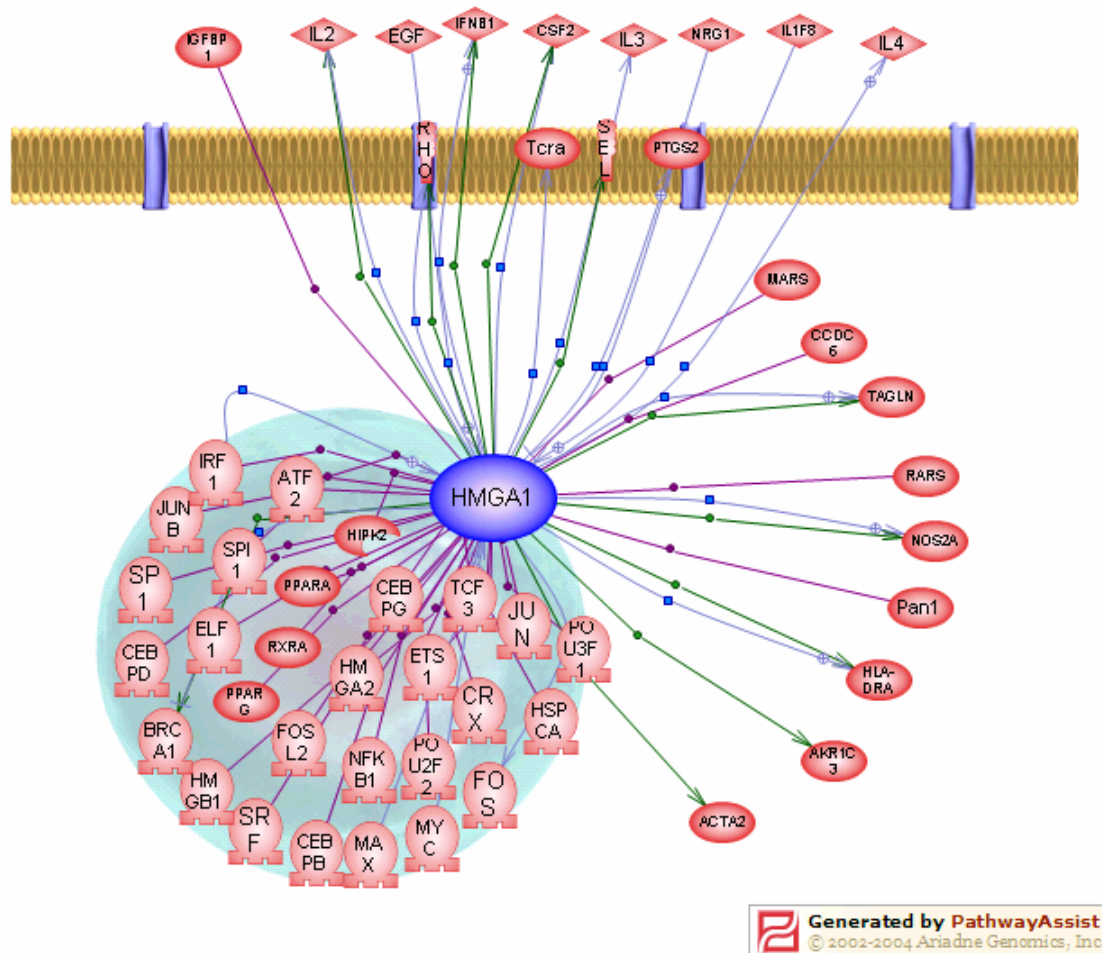 IGFBP
1
IL2
EGF
IFNB1
CSF2
IL3
NRG1
IL1F8
IL4
RHO
Tcra
SEL
PTGS2
MARS
CCDC
6
TAGLN
RARS
NOS2A
Pan1
HLA-
DRA
AKR1C
3
ACTA2
HMGA1
IRF
1
ATF
2
JUN
B
SPI
1
HIPK2
SP
1
PPARA
CEB
PG
TCF
3
JU
N
PO
U3F
1
CEB
PD
ELF
1
RXRA
HM
GA2
ETS
1
PPAR
G
BRC
A1
FOS
L2
CR
X
HSP
CA
HM
GB1
NFK
B1
PO
U2F
2
FO
S
SR
F
CEB
PB
MA
X
MY
C
Generated by PathwayAssist
© 2002-2004 Ariadne Genomics, Inc